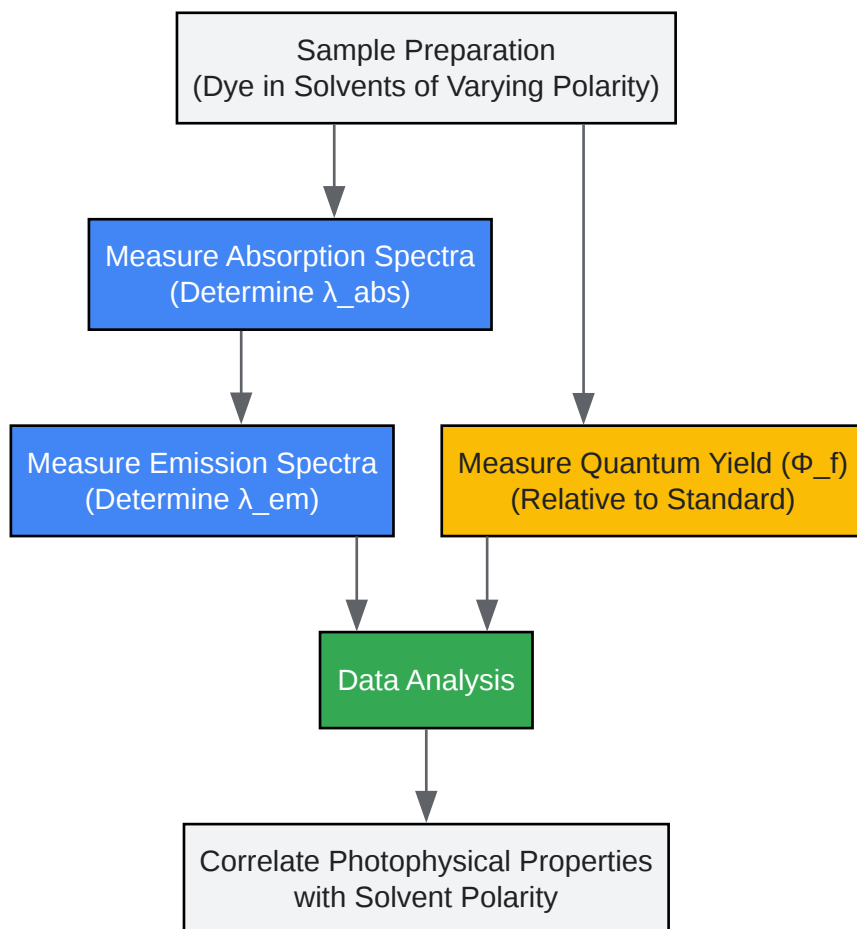 Sample Preparation
(Dye in Solvents of Varying Polarity)
Measure Absorption Spectra
(Determine λ_abs)
Measure Emission Spectra
(Determine λ_em)
Measure Quantum Yield (Φ_f)
(Relative to Standard)
Data Analysis
Correlate Photophysical Properties
with Solvent Polarity